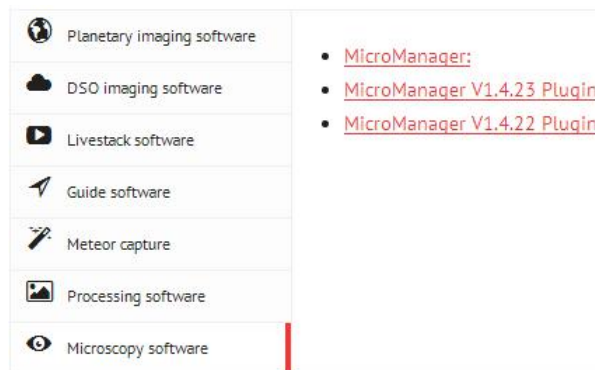 Planetary imaging software
DSO imaging software
Livestack software
Guide software
Meteor capture
Processing software
Microscopy software
MicroManager:
MicroManager V1.4.23 Plugin
MicroManager V1.4.22 Plugin